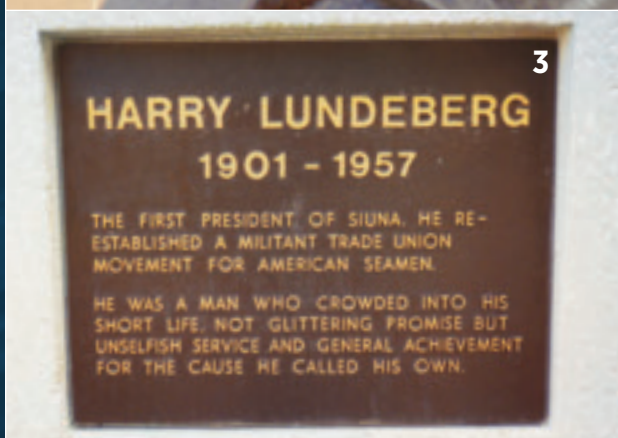 3
HARRY LUNDEBERG
1901 - 1957
THE FIRST PRESIDENT OF SIUNA. HE RE-
ESTABLISHED A MILITANT TRADE UNION
MOVEMENT FOR AMERICAN SEAMEN.
HE WAS A MAN WHO CROWDED INTO HIS
SHORT LIFE, NOT GLITTERING PROMISE BUT
UNSELFISH SERVICE AND GENERAL ACHIEVEMENT
FOR THE CAUSE HE CALLED HIS OWN.